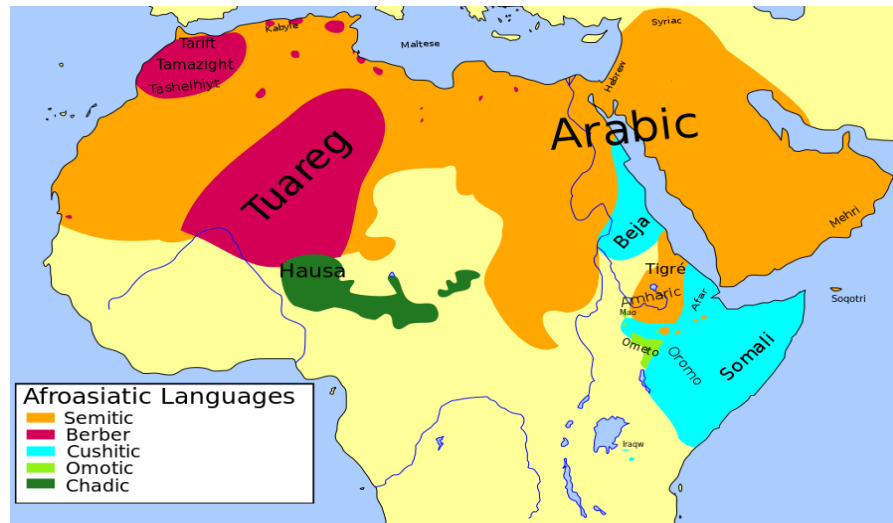 Syriac
Kabyle
Maltese
Tarift
Tamazight
Tashelhiyt
Hebrew
Arabic
Tuareg
Mehri
Beja
Hausa
Tigré
Amharic
Afar
Soqotri
Mao
Ometo
Oromo
Somali
Iraqw
Afroasiatic Languages
Semitic
Berber
Cushitic
Omotic
Chadic